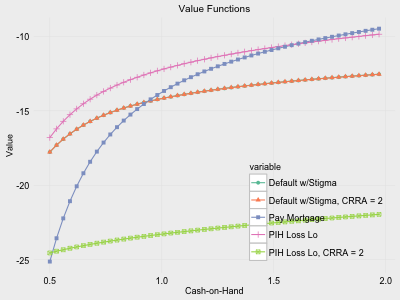 Value Functions
-10
-15
-20
-25
Value
variable
Default w/Stigma
Default w/Stigma, CRRA = 2
Pay Mortgage
PIH Loss Lo
PIH Loss Lo, CRRA = 2
0.5 1.0 1.5 2.0
Cash-on-Hand